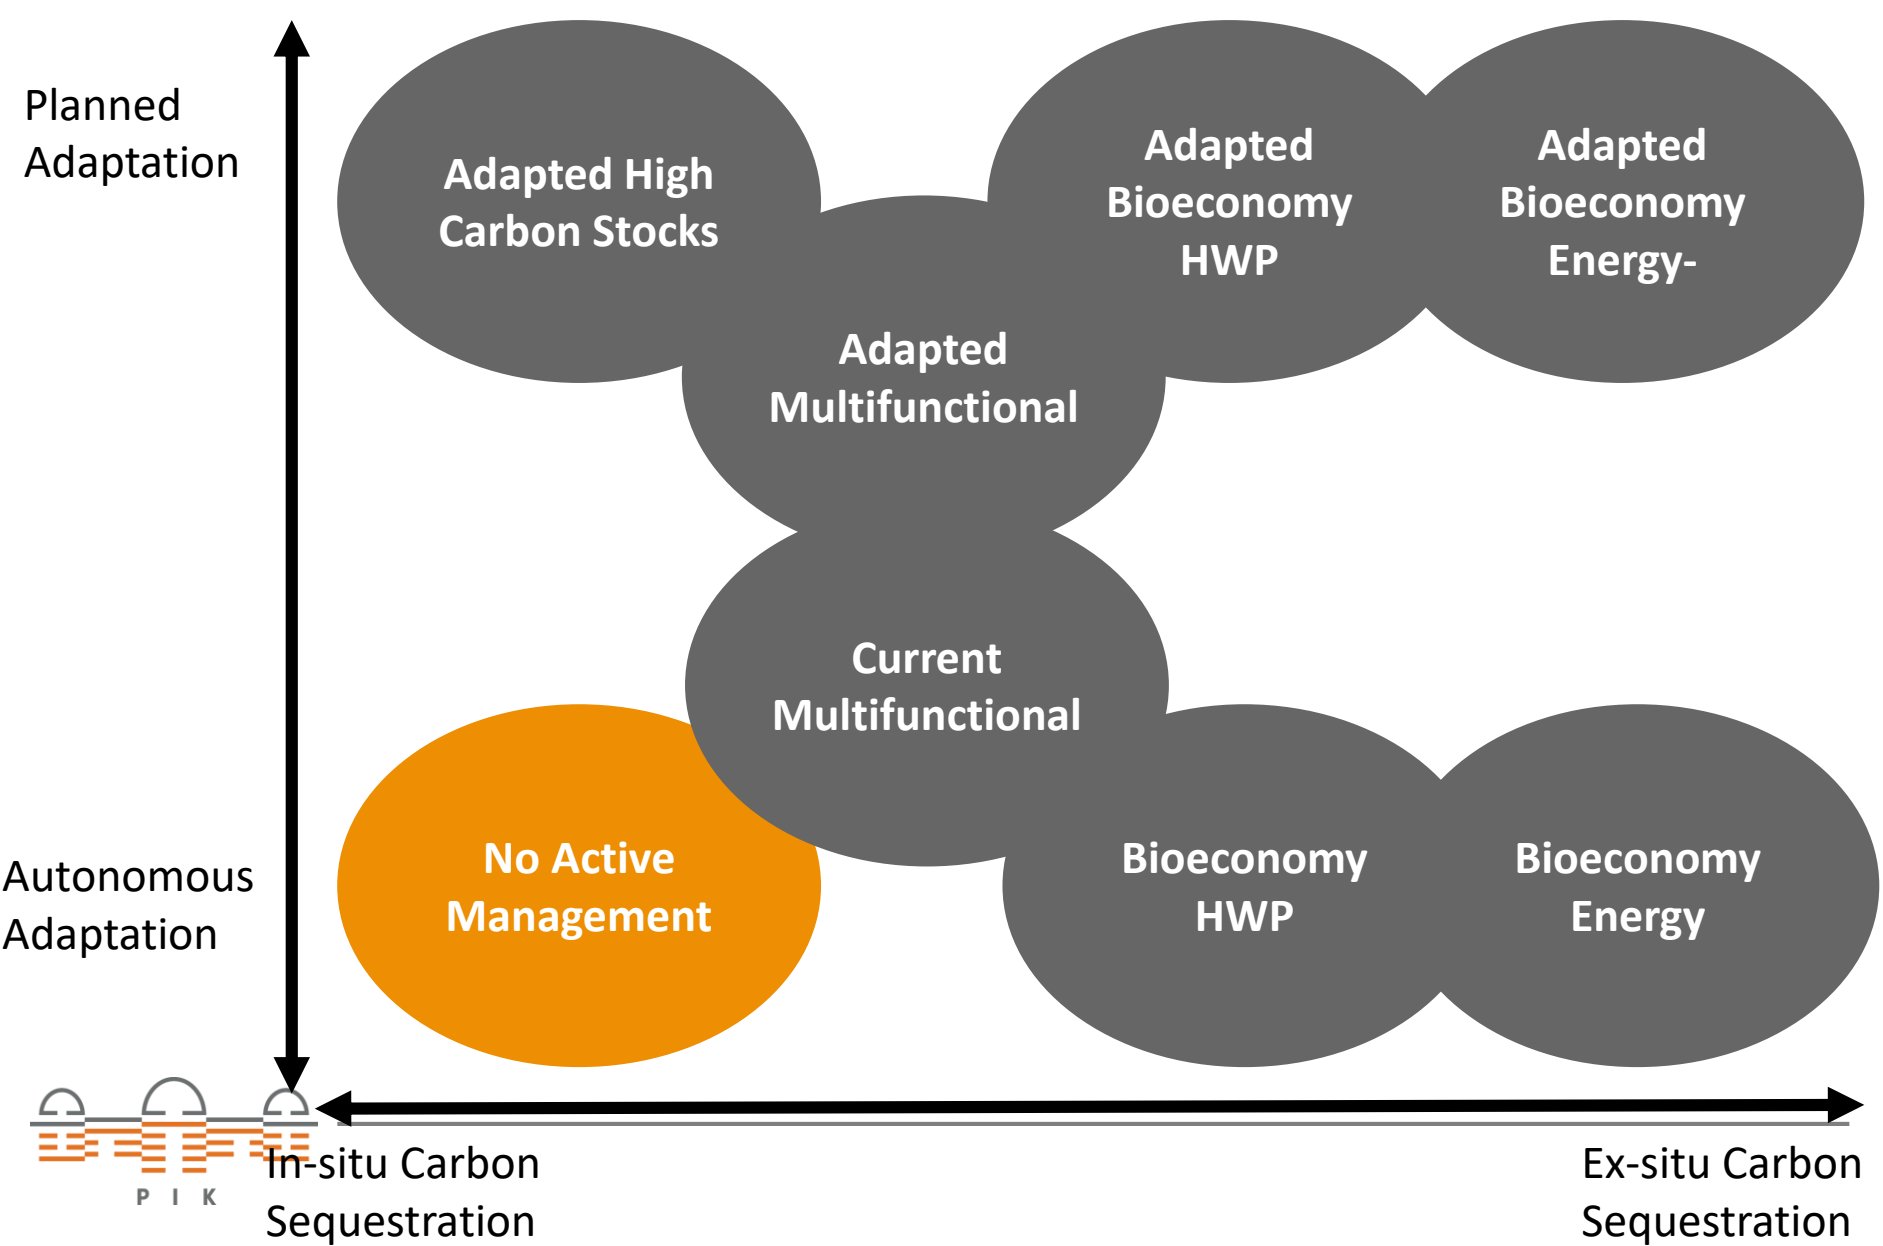 Planned
Adaptation
Adapted High
Carbon Stocks
Adapted
Bioeconomy
HWP
Adapted
Bioeconomy
Energy-
Adapted
Multifunctional
Current
Multifunctional
Autonomous
Adaptation
No Active
Management
Bioeconomy
HWP
Bioeconomy
Energy
P I K
In-situ Carbon
Sequestration
Ex-situ Carbon
Sequestration